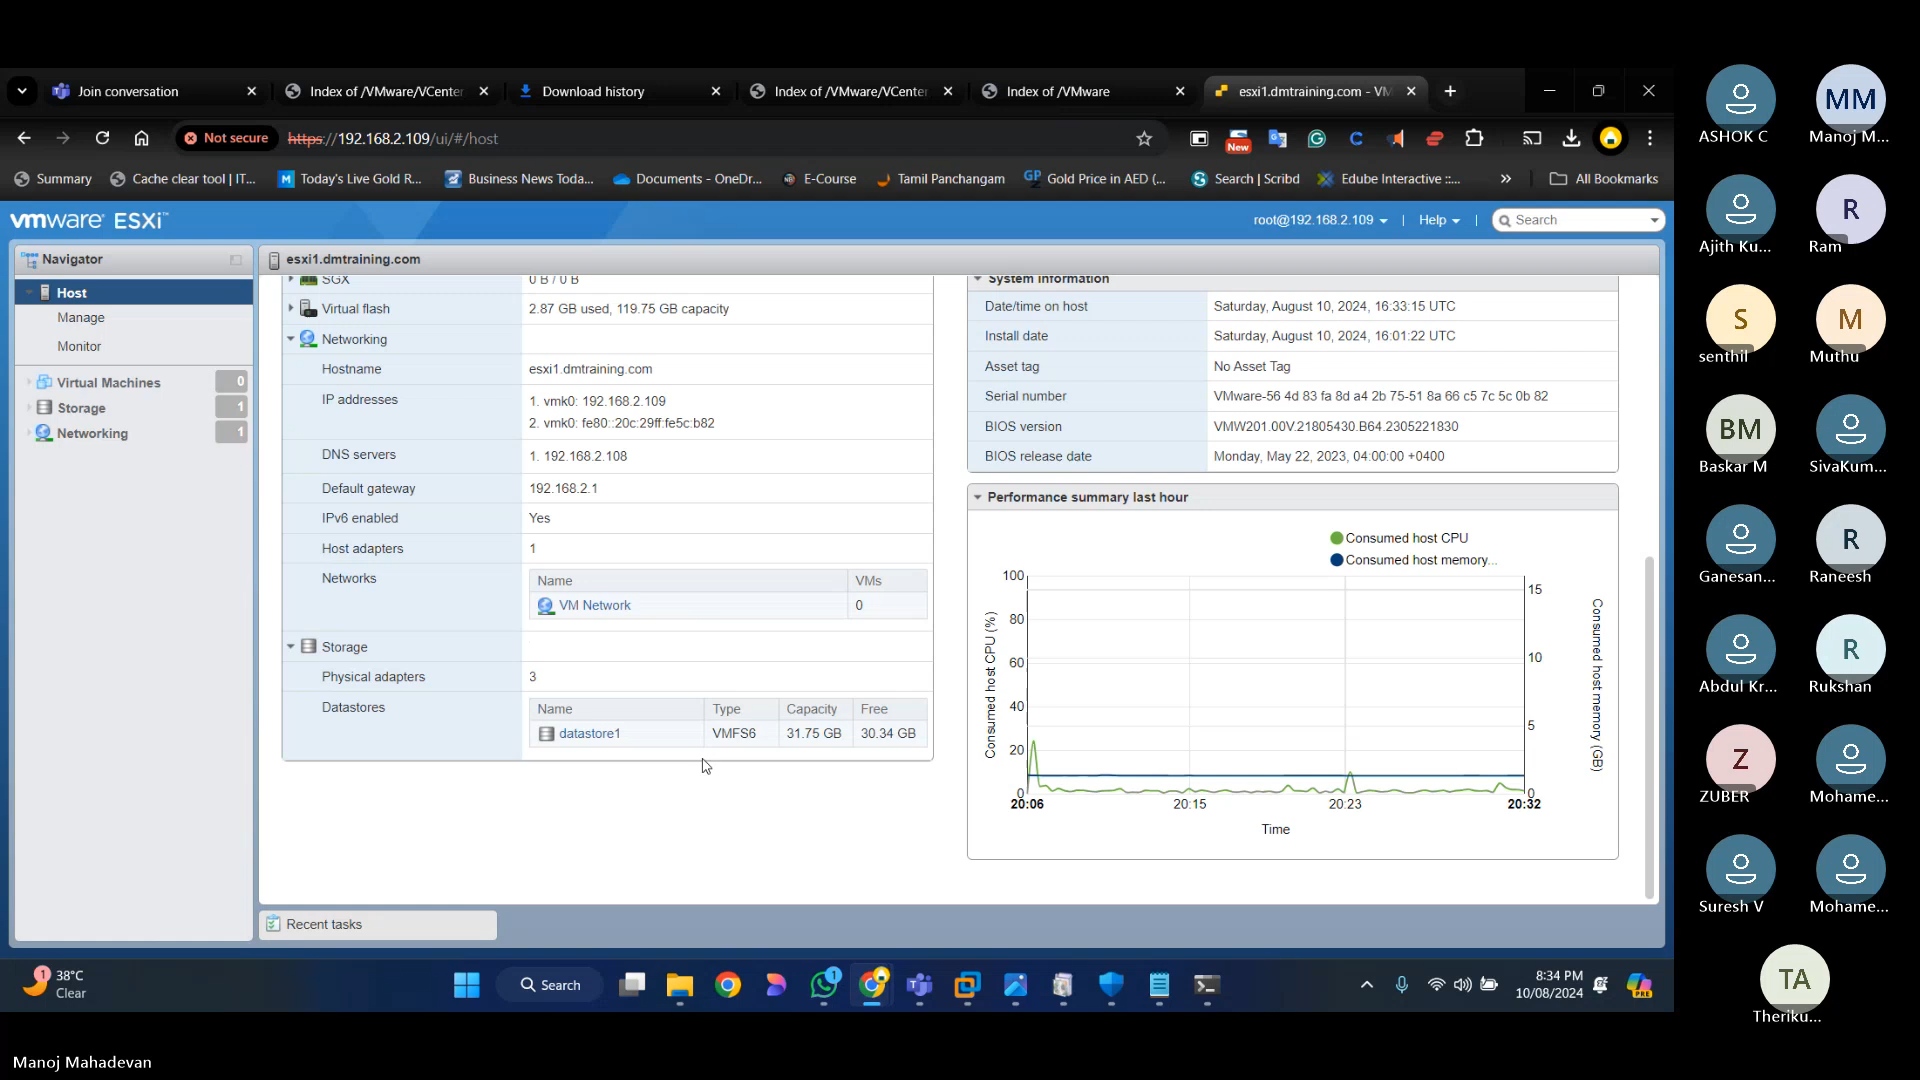 Join conversation
Index of /VMware/VCenter
Download history
Index of /VMware/VCenter
Index of /VMware
esxi1.dmtraining.com - VM
Not secure
https://192.168.2.109/ui/#/host
New
Summary
Cache clear tool | IT...
Today's Live Gold R...
Business News Toda...
Documents - OneDr...
E-Course
Tamil Panchangam
GP Gold Price in AED (...
Search | Scribd
Edube Interactive ::...
All Bookmarks
vmware ESXi™
root@192.168.2.109
Help
Search
Navigator
Host
Manage
Monitor
Virtual Machines 0
Storage 1
Networking 1
esxi1.dmtraining.com
SGX 0 B / 0 B
Virtual flash 2.87 GB used, 119.75 GB capacity
Networking
Hostname esxi1.dmtraining.com
IP addresses 1. vmk0: 192.168.2.109
2. vmk0: fe80::20c:29ff:fe5c:b82
DNS servers 1. 192.168.2.108
Default gateway 192.168.2.1
IPv6 enabled Yes
Host adapters 1
Networks Name VMs
VM Network 0
Storage
Physical adapters 3
Datastores Name Type Capacity Free
datastore1 VMFS6 31.75 GB 30.34 GB
System Information
Date/time on host Saturday, August 10, 2024, 16:33:15 UTC
Install date Saturday, August 10, 2024, 16:01:22 UTC
Asset tag No Asset Tag
Serial number VMware-56 4d 83 fa 8d a4 2b 75-51 8a 66 c5 7c 5c 0b 82
BIOS version VMW201.00V.21805430.B64.2305221830
BIOS release date Monday, May 22, 2023, 04:00:00 +0400
Performance summary last hour
Consumed host CPU
Consumed host memory...
Consumed host CPU (%)
100
80
60
40
20
0
15
10
5
0
Consumed host memory (GB)
20:06 20:15 20:23 20:32
Time
Recent tasks
1
38°C
Clear
Search
1
8:34 PM
10/08/2024
PRE
Manoj Mahadevan
ASHOK C
MM
Manoj M...
Ajith Ku...
R
Ram
S
senthil
M
Muthu
BM
Baskar M
SivaKum...
Ganesan...
R
Raneesh
Abdul Kr...
R
Rukshan
Z
ZUBER
Mohame...
Suresh V
Mohame...
TA
Theriku...